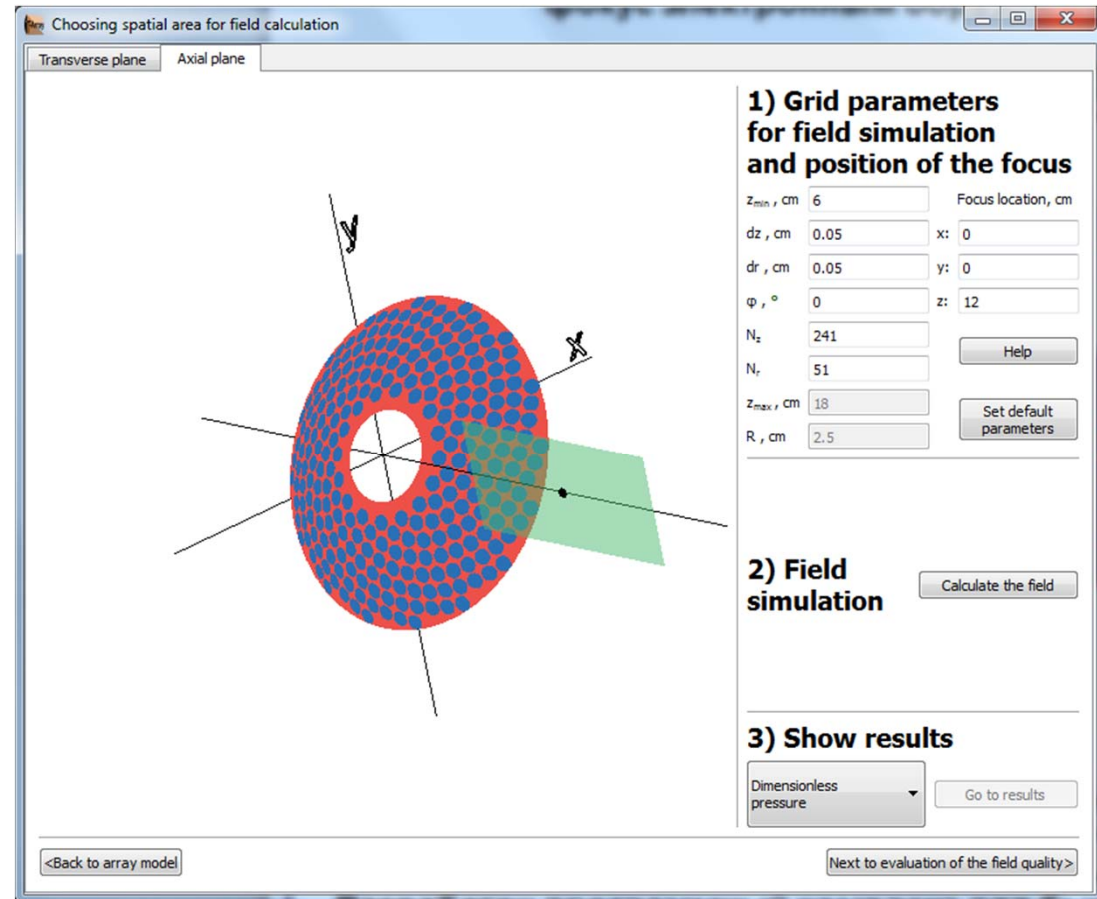 Choosing spatial area for field calculation
Transverse plane
Axial plane
y
x
1) Grid parameters
for field simulation
and position of the focus
zmin , cm 6 Focus location, cm
dz , cm 0.05 x: 0
dr , cm 0.05 y: 0
φ , ° 0 z: 12
Nz 241
Help
Nr 51
zmax , cm 18
Set default
parameters
R , cm 2.5
2) Field
simulation
Calculate the field
3) Show results
Dimensionless
pressure
Go to results
<Back to array model
Next to evaluation of the field quality>